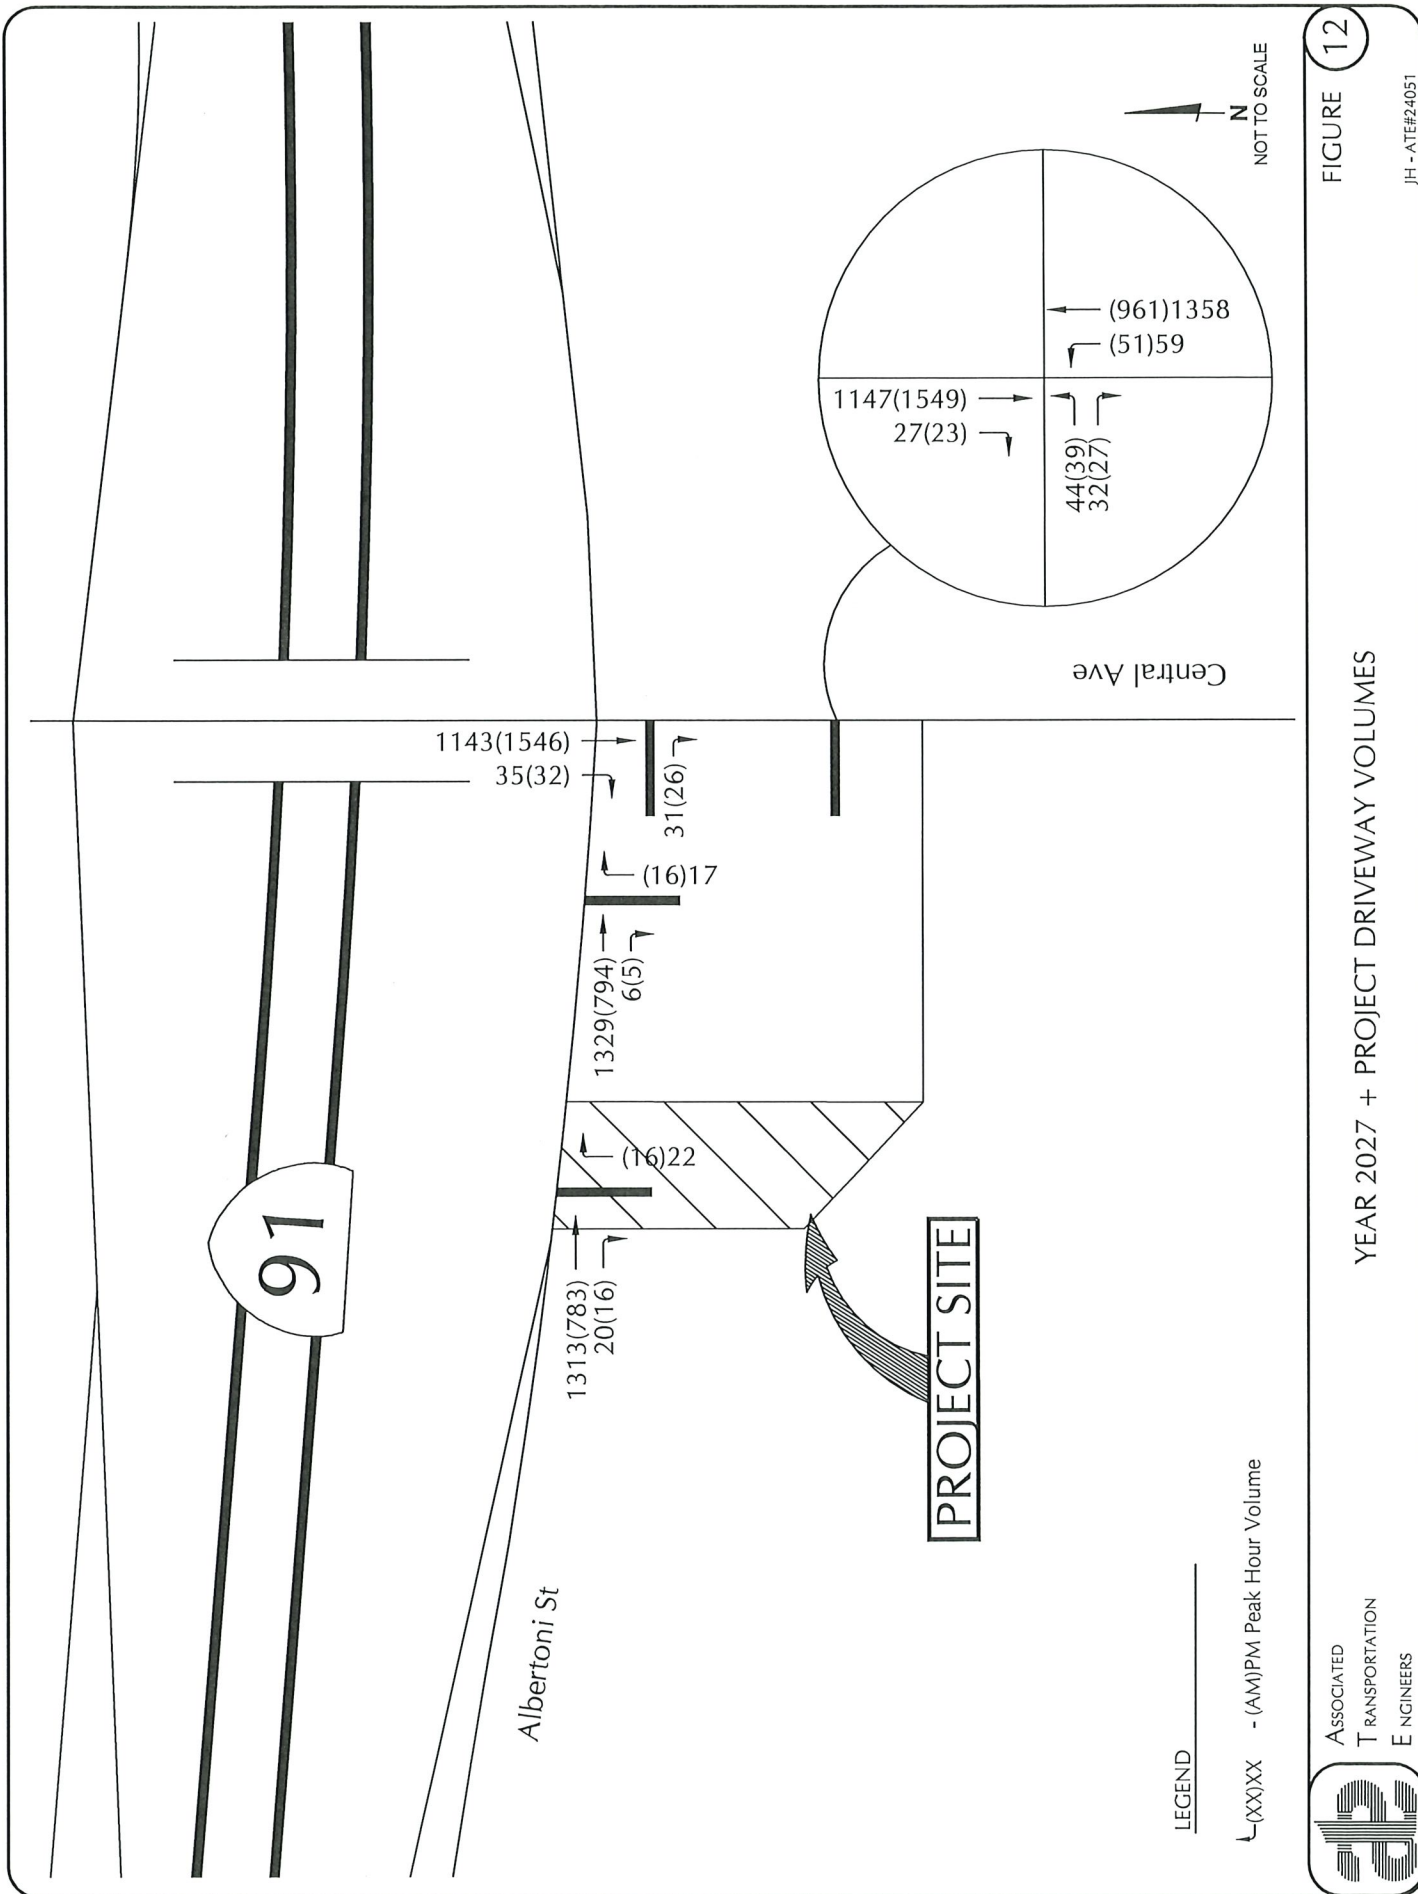 91
Albertoni St
Central Ave
1143(1546)
35(32)
31(26)
(16)17
1329(794)
6(5)
(16)22
1313(783)
20(16)
(961)1358
(51)59
1147(1549)
27(23)
44(39)
32(27)
N
NOT TO SCALE
PROJECT SITE
LEGEND
(XX)XX - (AM)PM Peak Hour Volume
ASSOCIATED
TRANSPORTATION
ENGINEERS
YEAR 2027 + PROJECT DRIVEWAY VOLUMES
FIGURE 12
JH - ATE#24051